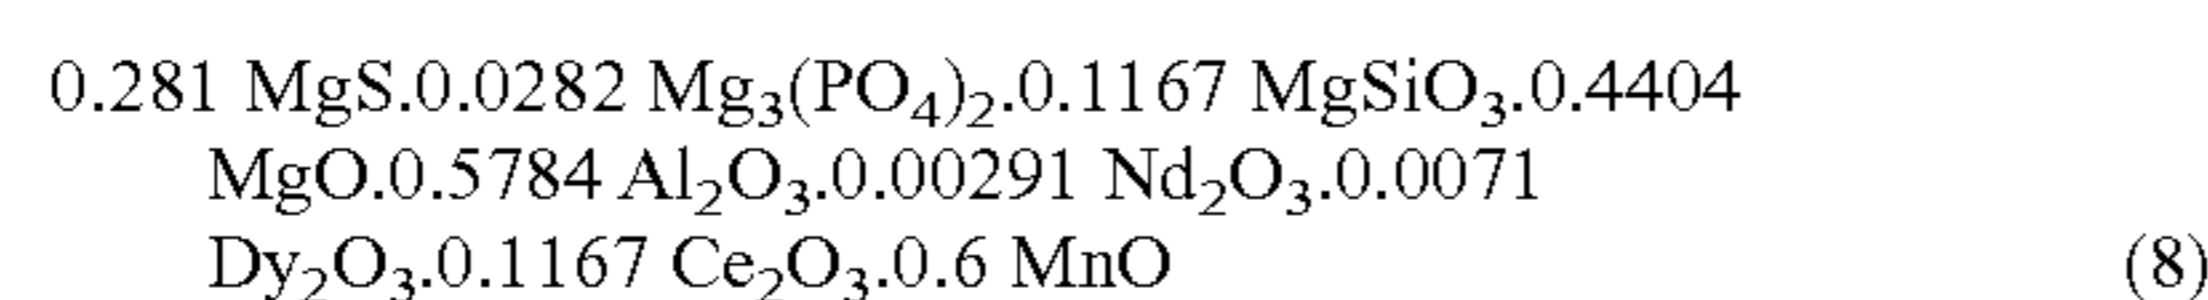 0.281 MgS.0.0282 Mg₃(PO₄)₂.0.1167 MgSiO₃.0.4404
MgO.0.5784 Al₂O₃.0.00291 Nd₂O₃.0.0071
Dy₂O₃.0.1167 Ce₂O₃.0.6 MnO (8)